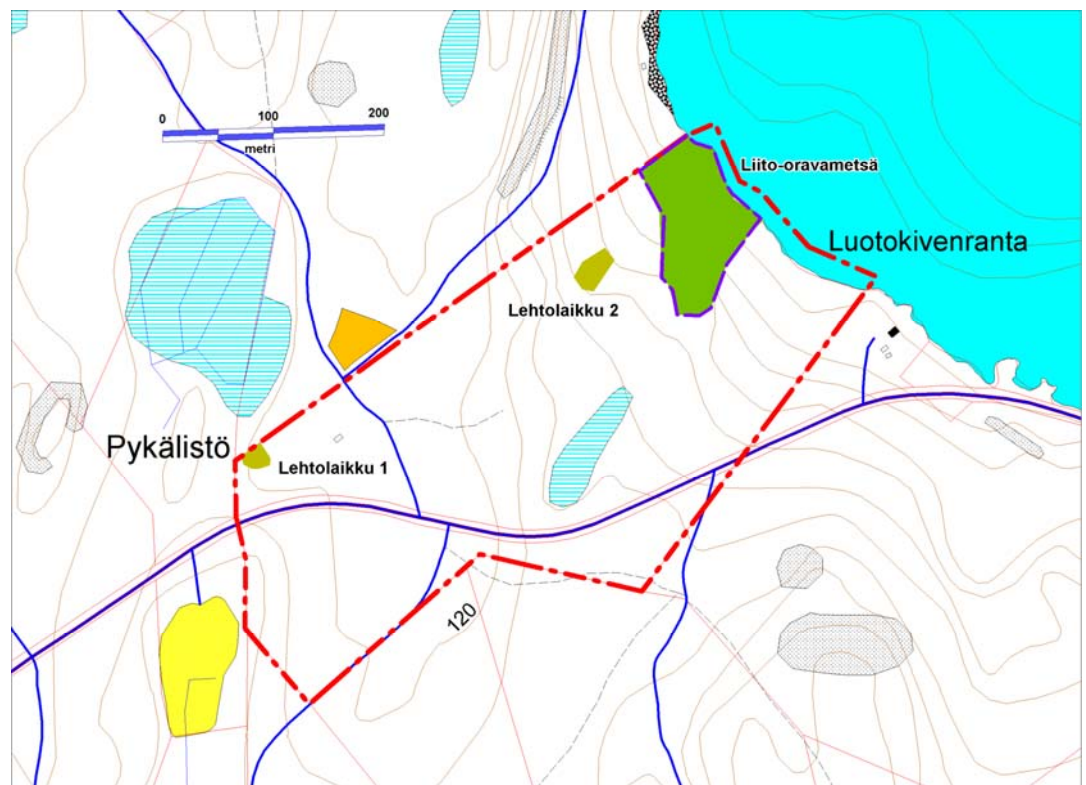 0 100 200
metri
Liito-oravametsä
Luotokivenranta
Lehtolaikku 2
Pykälistö
Lehtolaikku 1
120